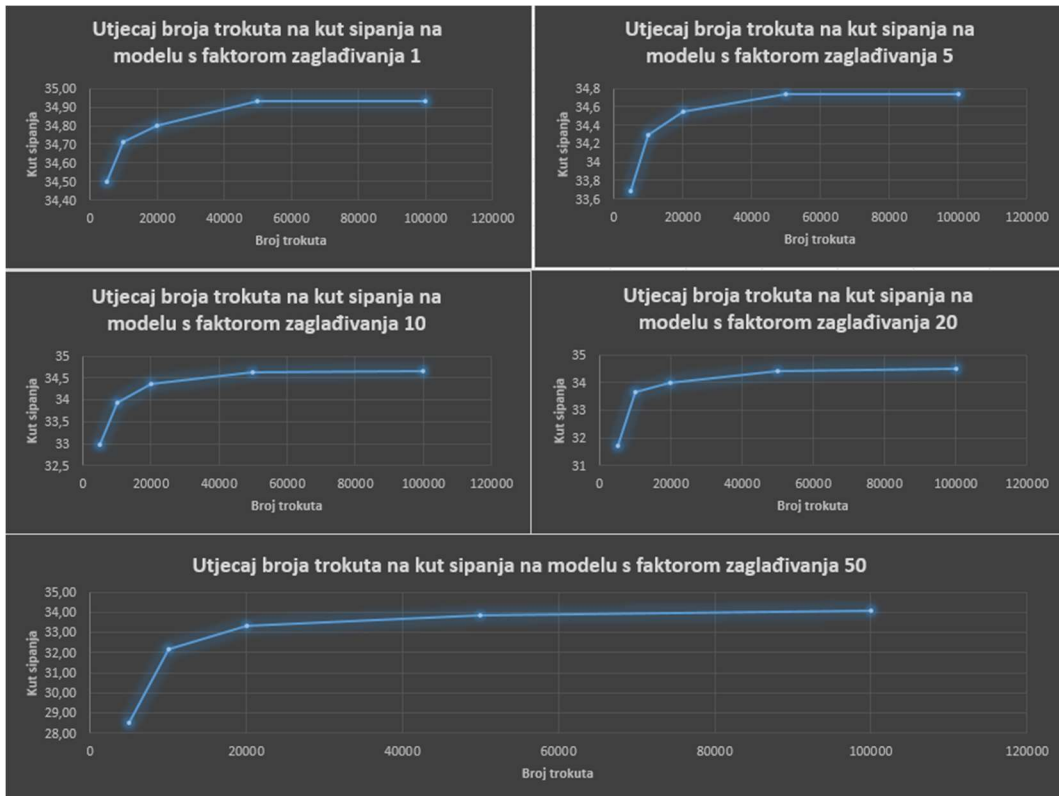 Utjecaj broja trokuta na kut sipanja na
modelu s faktorom zaglađivanja 1
Kut sipanja
35,00
34,90
34,80
34,70
34,60
34,50
34,40
0 20000 40000 60000 80000 100000 120000
Broj trokuta
Utjecaj broja trokuta na kut sipanja na
modelu s faktorom zaglađivanja 5
Kut sipanja
34,8
34,6
34,4
34,2
34
33,8
33,6
0 20000 40000 60000 80000 100000 120000
Broj trokuta
Utjecaj broja trokuta na kut sipanja na
modelu s faktorom zaglađivanja 10
Kut sipanja
35
34,5
34
33,5
33
32,5
0 20000 40000 60000 80000 100000 120000
Broj trokuta
Utjecaj broja trokuta na kut sipanja na
modelu s faktorom zaglađivanja 20
Kut sipanja
35
34
33
32
31
0 20000 40000 60000 80000 100000 120000
Broj trokuta
Utjecaj broja trokuta na kut sipanja na modelu s faktorom zaglađivanja 50
Kut sipanja
35,00
34,00
33,00
32,00
31,00
30,00
29,00
28,00
0 20000 40000 60000 80000 100000 120000
Broj trokuta